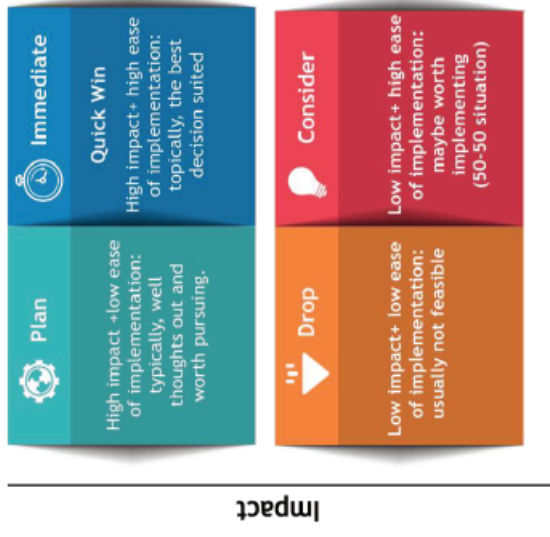 Plan
High impact +low ease
of implementation:
typically, well
thoughts out and
worth pursuing.
Immediate
Quick Win
High impact+ high ease
of implementation:
topically, the best
decision suited
Drop
Low impact+ low ease
of implementation:
usually not feasible
Consider
Low impact+ high ease
of implementation:
maybe worth
implementing
(50-50 situation)
Impact